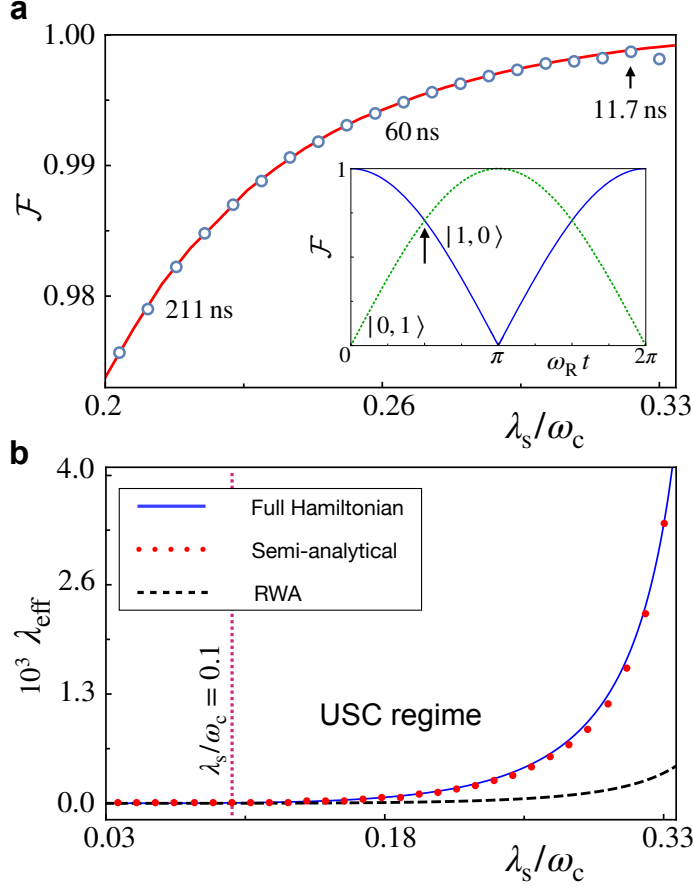 a
1.00
0.99
0.98
ℱ
211 ns
60 ns
11.7 ns
1
ℱ
|1,0⟩
|0,1⟩
0
0
π
ω_R t
2π
0.2
0.26
0.33
λ_s/ω_c
b
4.0
2.6
1.3
0.0
10³ λ_eff
Full Hamiltonian
Semi-analytical
RWA
λ_s/ω_c = 0.1
USC regime
0.03
0.18
0.33
λ_s/ω_c